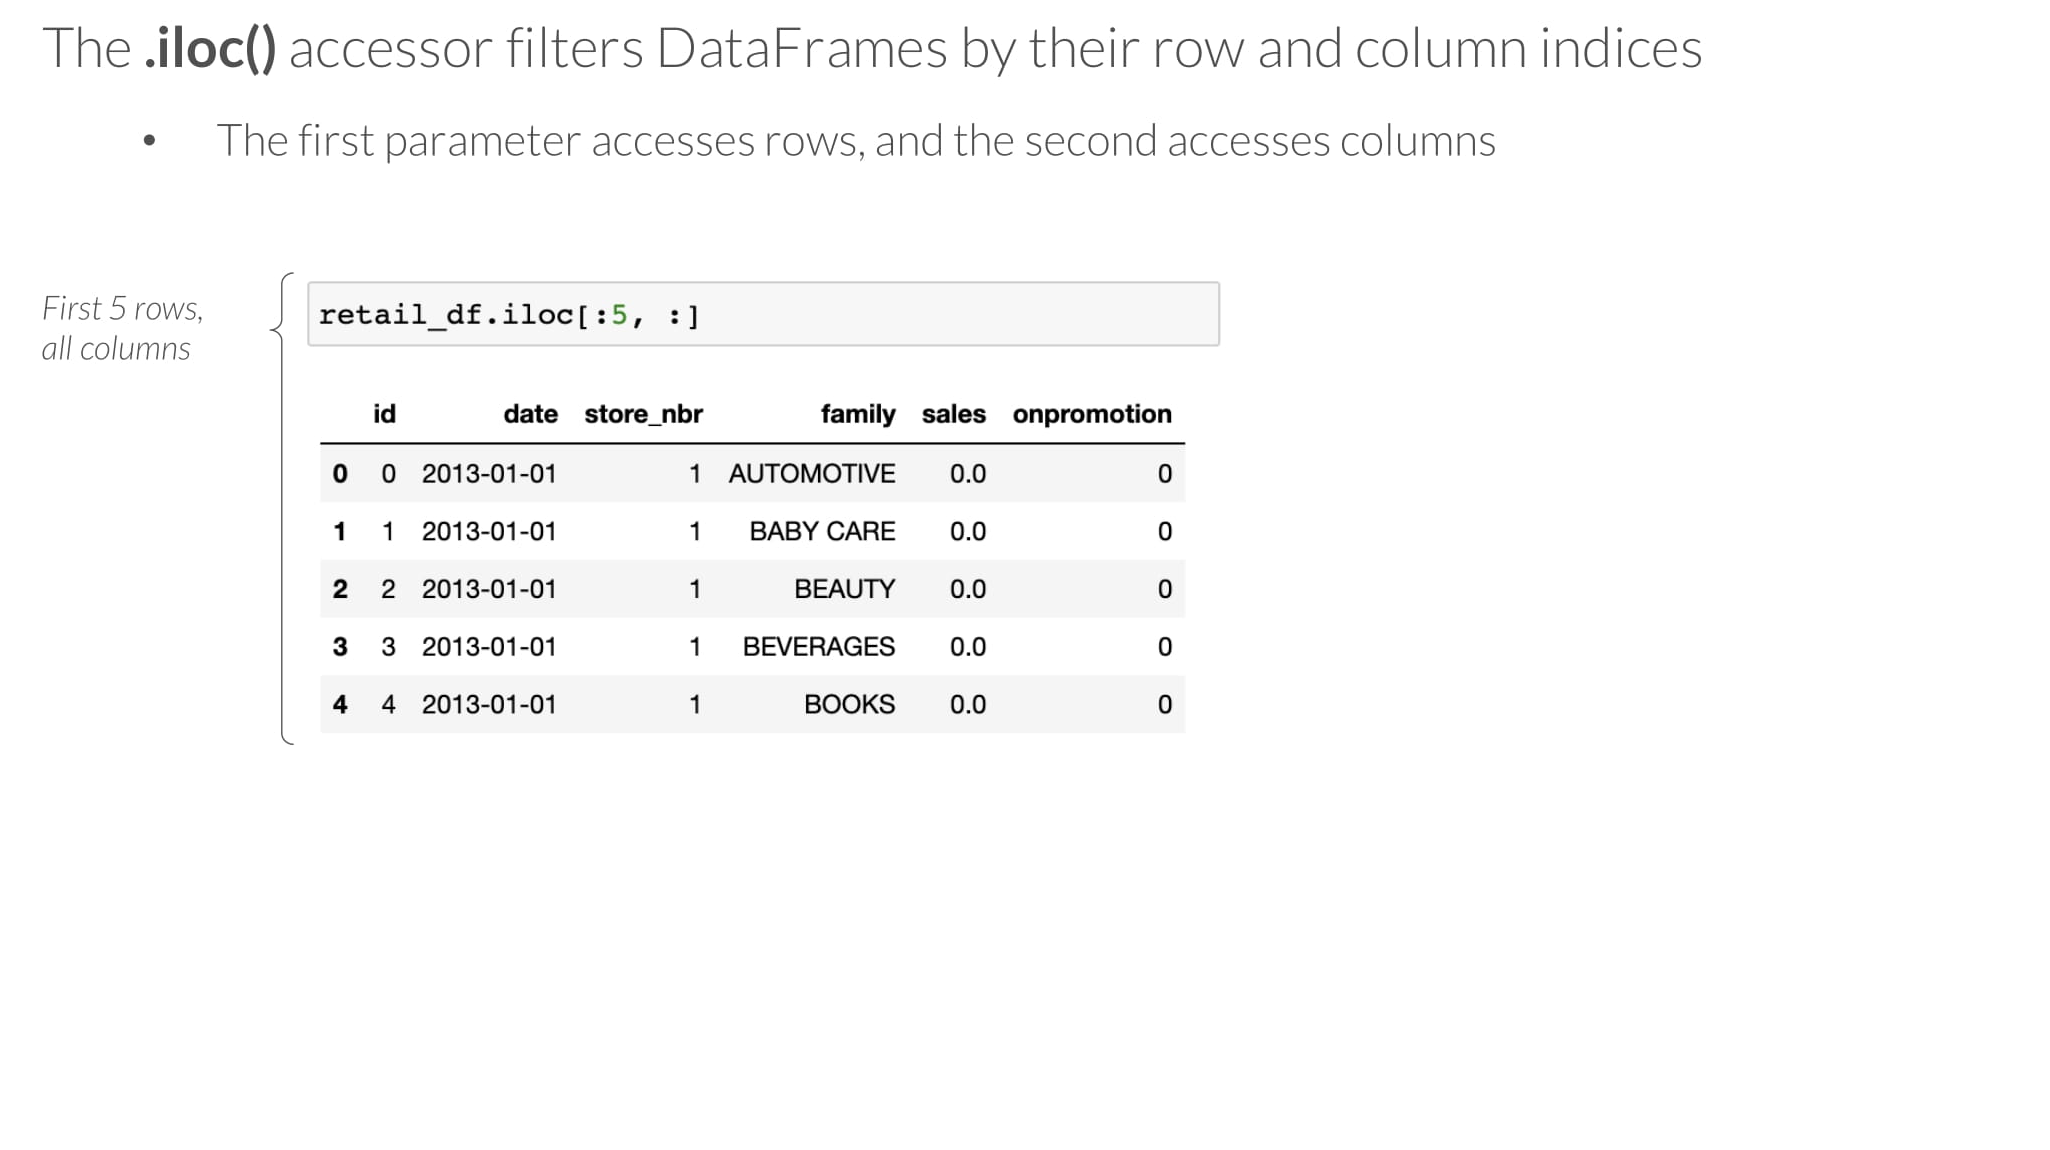 The .iloc() accessor filters DataFrames by their row and column indices
• The first parameter accesses rows, and the second accesses columns
First 5 rows,
all columns
retail_df.iloc[:5, :]
id date store_nbr family sales onpromotion
0 0 2013-01-01 1 AUTOMOTIVE 0.0 0
1 1 2013-01-01 1 BABY CARE 0.0 0
2 2 2013-01-01 1 BEAUTY 0.0 0
3 3 2013-01-01 1 BEVERAGES 0.0 0
4 4 2013-01-01 1 BOOKS 0.0 0